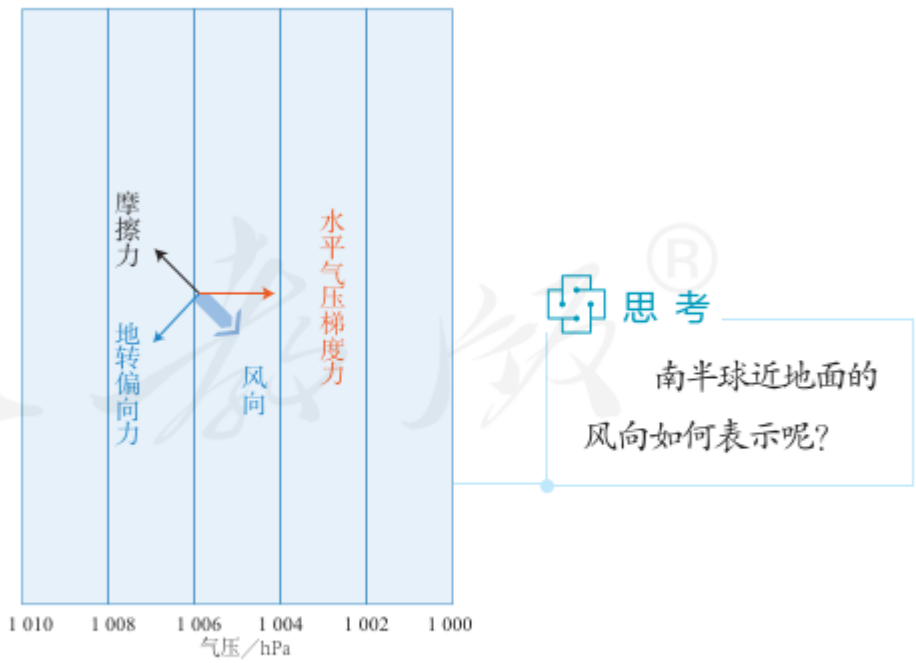 摩擦力
水平气压梯度力
地转偏向力
风向
1 010 1 008 1 006 1 004 1 002 1 000
气压/hPa
思考
南半球近地面的
风向如何表示呢?
教版®